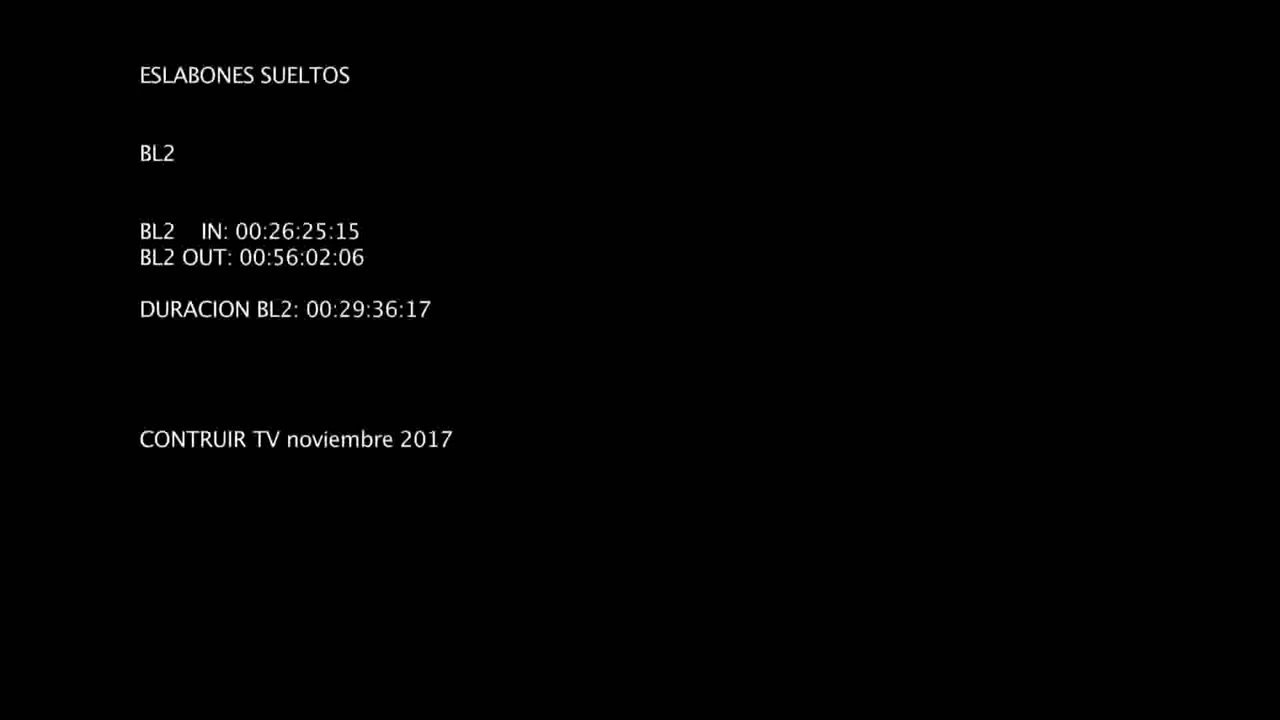 ESLABONES SUELTOS
BL2
BL2 IN: 00:26:25:15
BL2 OUT: 00:56:02:06
DURACION BL2: 00:29:36:17
CONTRUIR TV noviembre 2017